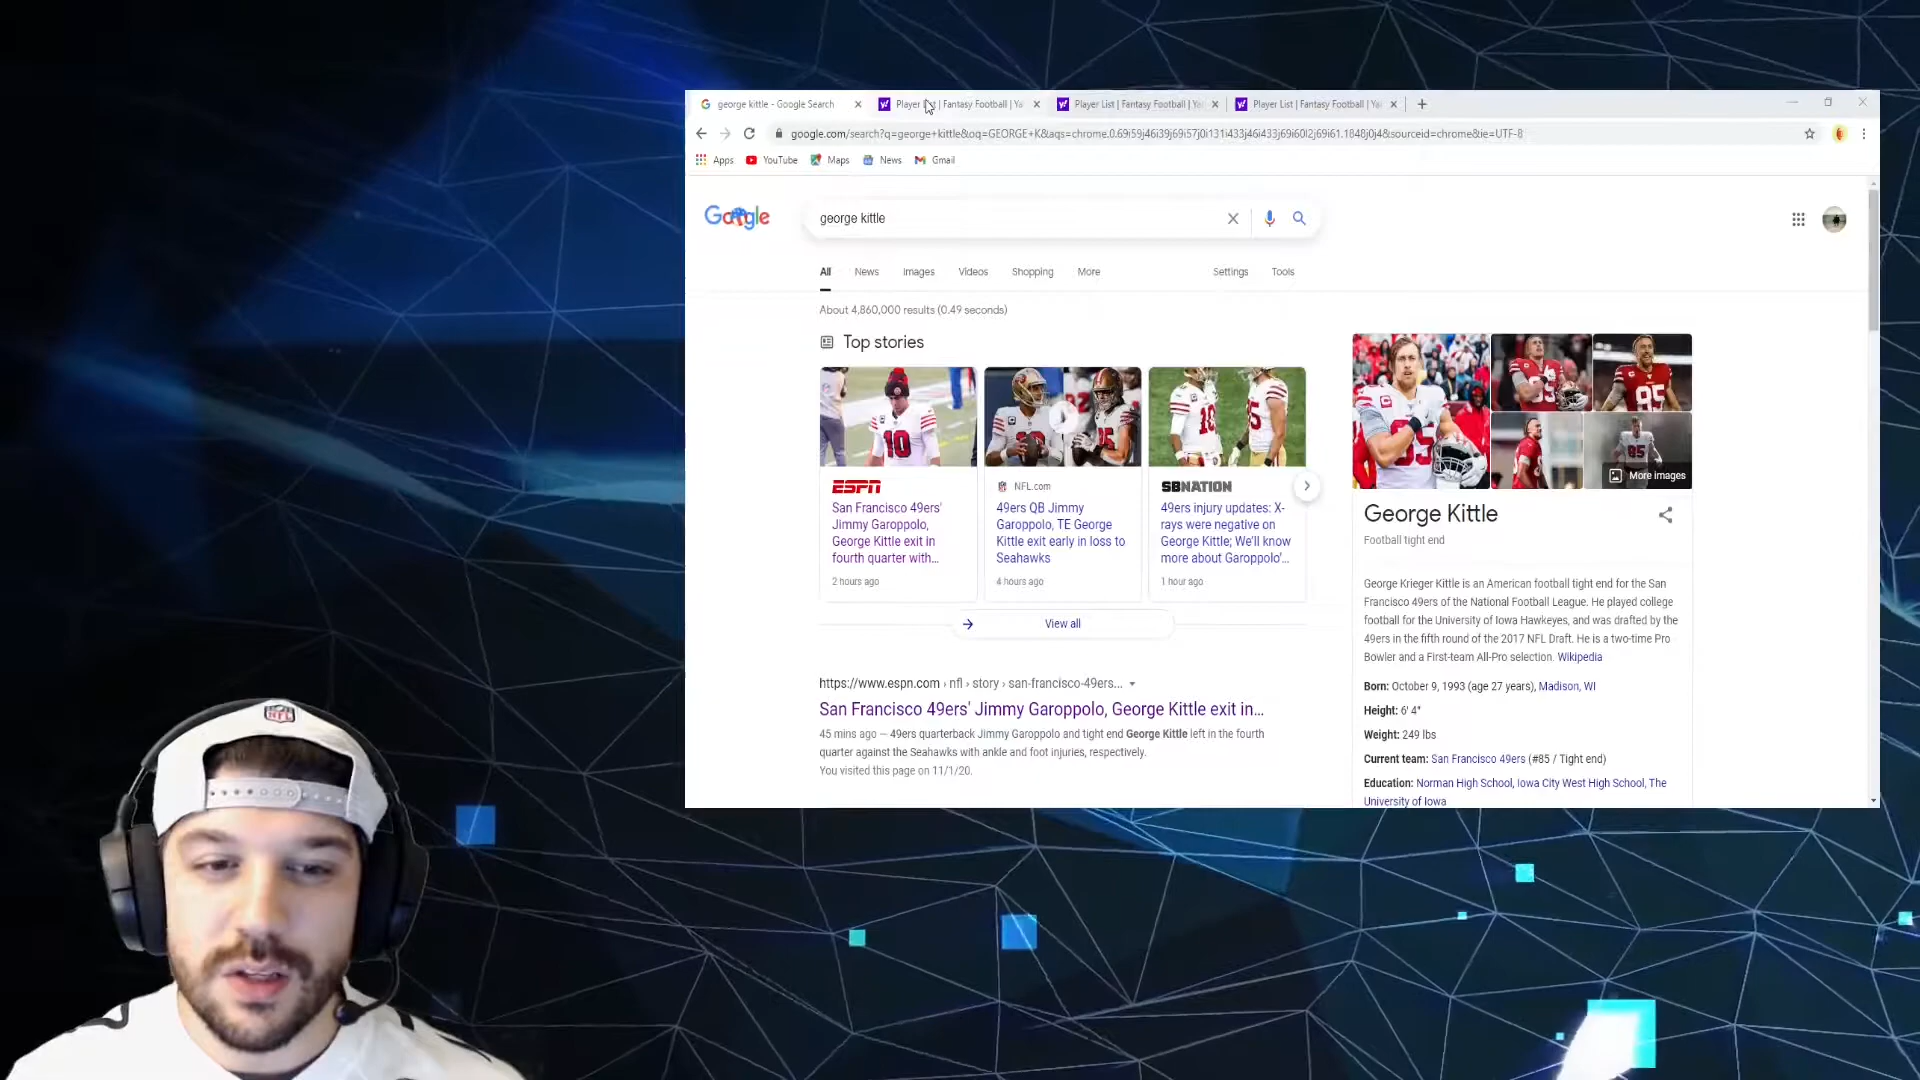 george kittle - Google Search
Player List | Fantasy Football | Ya
Player List | Fantasy Football | Ya
Player List | Fantasy Football | Ya
google.com/search?q=george+kittle&oq=GEORGE+K&aqs=chrome.0.69i59j46i39j69i57j0i131i433j46i433j69i60l2j69i61.1848j0j4&sourceid=chrome&ie=UTF-8
Apps YouTube Maps News Gmail
Google
george kittle
All News Images Videos Shopping More Settings Tools
About 4,860,000 results (0.49 seconds)
Top stories
ESPN
San Francisco 49ers'
Jimmy Garoppolo,
George Kittle exit in
fourth quarter with...
2 hours ago
NFL.com
49ers QB Jimmy
Garoppolo, TE George
Kittle exit early in loss to
Seahawks
4 hours ago
SBNATION
49ers injury updates: X-
rays were negative on
George Kittle; We'll know
more about Garoppolo'...
1 hour ago
View all
https://www.espn.com › nfl › story › san-francisco-49ers...
San Francisco 49ers' Jimmy Garoppolo, George Kittle exit in...
45 mins ago — 49ers quarterback Jimmy Garoppolo and tight end George Kittle left in the fourth
quarter against the Seahawks with ankle and foot injuries, respectively.
You visited this page on 11/1/20.
10
10
85
85
85
More images
George Kittle
Football tight end
George Krieger Kittle is an American football tight end for the San
Francisco 49ers of the National Football League. He played college
football for the University of Iowa Hawkeyes, and was drafted by the
49ers in the fifth round of the 2017 NFL Draft. He is a two-time Pro
Bowler and a First-team All-Pro selection. Wikipedia
Born: October 9, 1993 (age 27 years), Madison, WI
Height: 6′ 4″
Weight: 249 lbs
Current team: San Francisco 49ers (#85 / Tight end)
Education: Norman High School, Iowa City West High School, The
University of Iowa
NFL